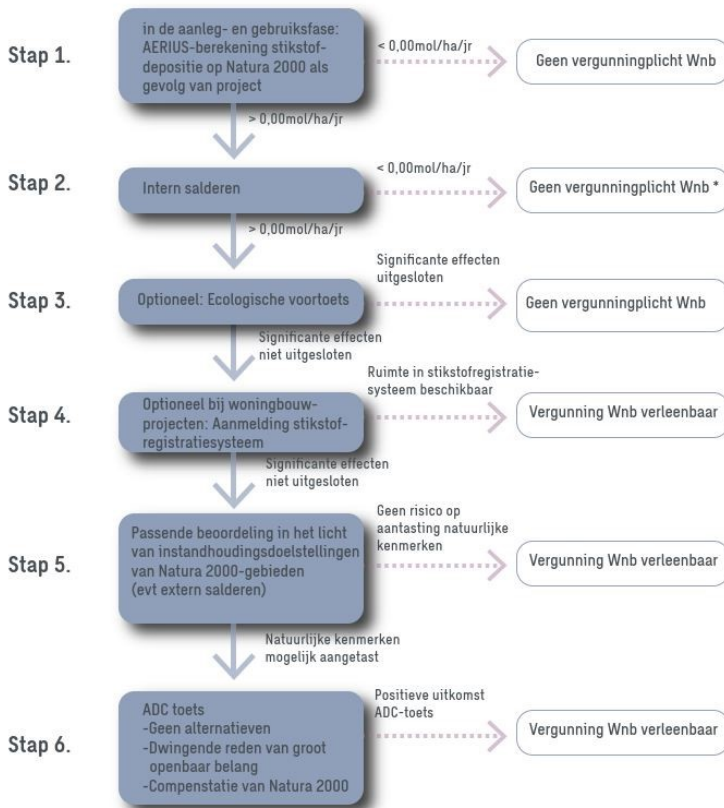 Stap 1.
in de aanleg- en gebruiksfase:
AERIUS-berekening stikstof-
depositie op Natura 2000 als
gevolg van project
< 0,00mol/ha/jr
Geen vergunningplicht Wnb
> 0,00mol/ha/jr
Stap 2.
Intern salderen
< 0,00mol/ha/jr
Geen vergunningplicht Wnb *
> 0,00mol/ha/jr
Stap 3.
Optioneel: Ecologische voortoets
Significante effecten
uitgesloten
Geen vergunningplicht Wnb
Significante effecten
niet uitgesloten
Stap 4.
Optioneel bij woningbouw-
projecten: Aanmelding stikstof-
registratiesysteem
Ruimte in stikstofregistratie-
systeem beschikbaar
Vergunning Wnb verleenbaar
Significante effecten
niet uitgesloten
Stap 5.
Passende beoordeling in het licht
van instandhoudingsdoelstellingen
van Natura 2000-gebieden
(evt extern salderen)
Geen risico op
aantasting natuurlijke
kenmerken
Vergunning Wnb verleenbaar
Natuurlijke kenmerken
mogelijk aangetast
Stap 6.
ADC toets
-Geen alternatieven
-Dwingende reden van groot
openbaar belang
-Compenstatie van Natura 2000
Positieve uitkomst
ADC-toets
Vergunning Wnb verleenbaar